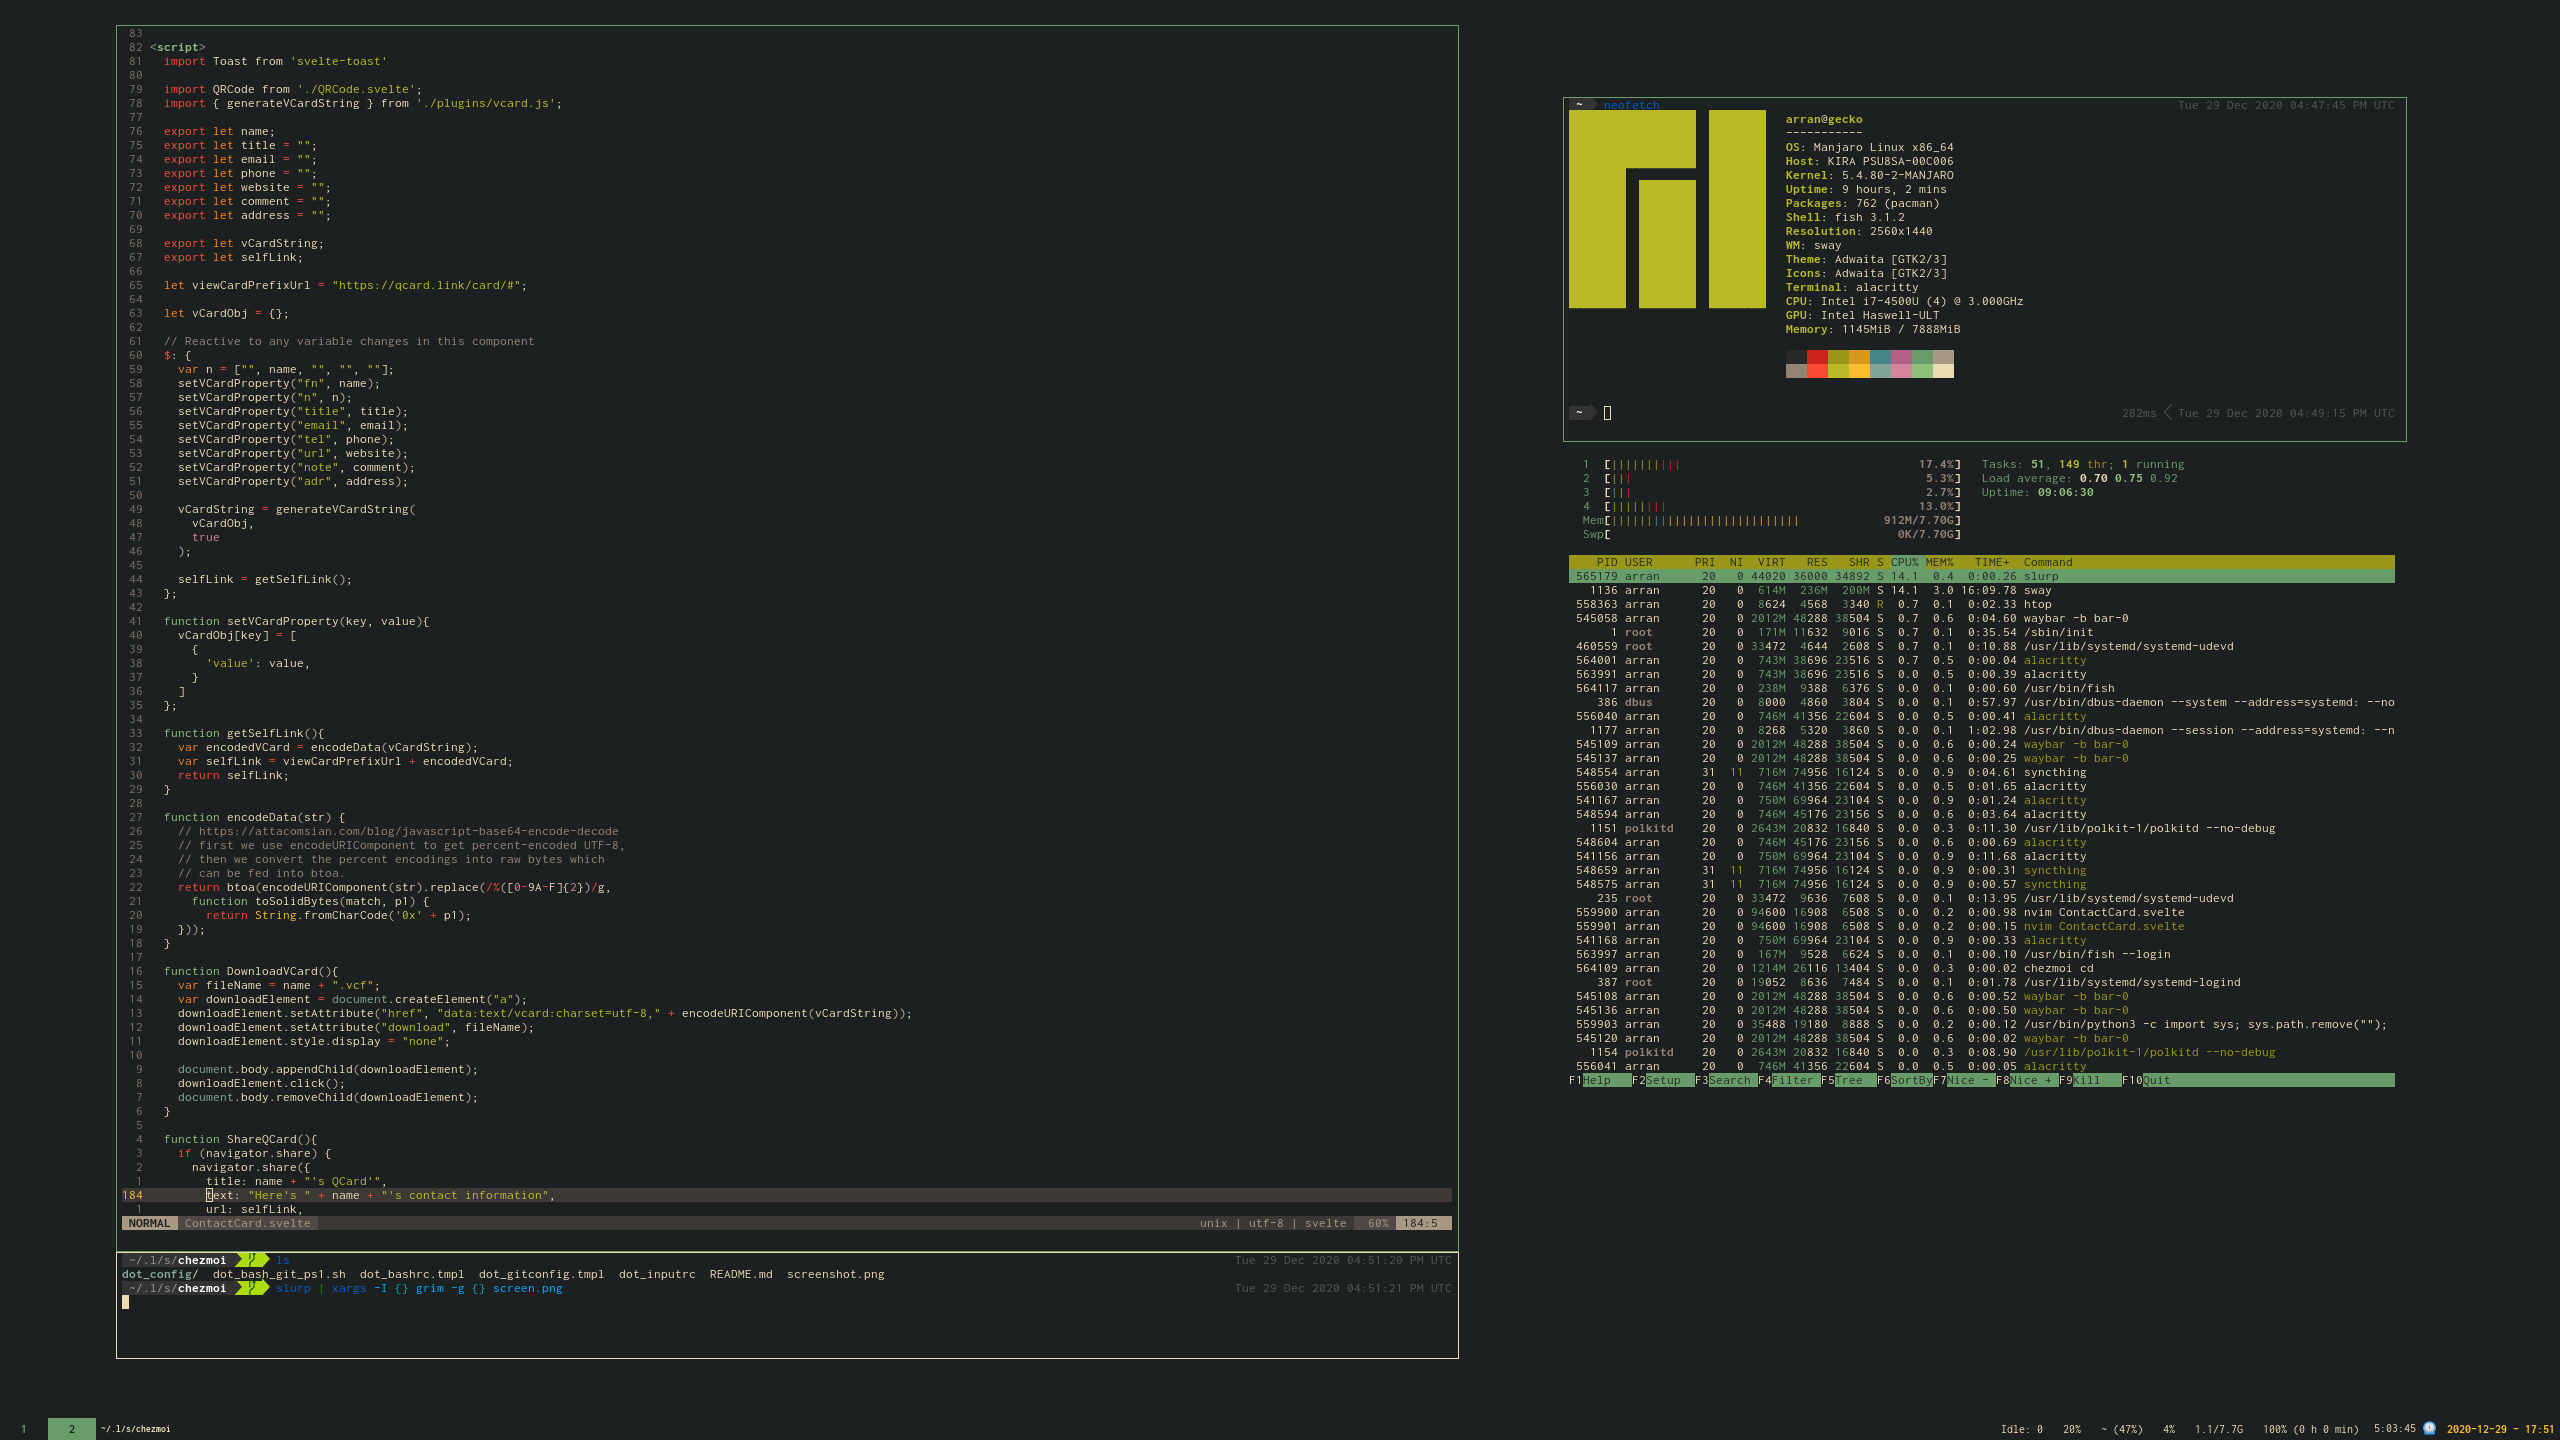 83
82 <script>
81   import Toast from 'svelte-toast'
80
79   import QRCode from './QRCode.svelte';
78   import { generateVCardString } from './plugins/vcard.js';
77
76   export let name;
75   export let title = "";
74   export let email = "";
73   export let phone = "";
72   export let website = "";
71   export let comment = "";
70   export let address = "";
69
68   export let vCardString;
67   export let selfLink;
66
65   let viewCardPrefixUrl = "https://qcard.link/card/#";
64
63   let vCardObj = {};
62
61   // Reactive to any variable changes in this component
60   $: {
59     var n = ["", name, "", "", ""];
58     setVCardProperty("fn", name);
57     setVCardProperty("n", n);
56     setVCardProperty("title", title);
55     setVCardProperty("email", email);
54     setVCardProperty("tel", phone);
53     setVCardProperty("url", website);
52     setVCardProperty("note", comment);
51     setVCardProperty("adr", address);
50
49     vCardString = generateVCardString(
48       vCardObj,
47       true
46     );
45
44     selfLink = getSelfLink();
43   };
42
41   function setVCardProperty(key, value){
40     vCardObj[key] = [
39       {
38         'value': value,
37       }
36     ]
35   };
34
33   function getSelfLink(){
32     var encodedVCard = encodeData(vCardString);
31     var selfLink = viewCardPrefixUrl + encodedVCard;
30     return selfLink;
29   }
28
27   function encodeData(str) {
26     // https://attacomsian.com/blog/javascript-base64-encode-decode
25     // first we use encodeURIComponent to get percent-encoded UTF-8,
24     // then we convert the percent encodings into raw bytes which
23     // can be fed into btoa.
22     return btoa(encodeURIComponent(str).replace(/%([0-9A-F]{2})/g,
21       function toSolidBytes(match, p1) {
20         return String.fromCharCode('0x' + p1);
19     }));
18   }
17
16   function DownloadVCard(){
15     var fileName = name + ".vcf";
14     var downloadElement = document.createElement("a");
13     downloadElement.setAttribute("href", "data:text/vcard:charset=utf-8," + encodeURIComponent(vCardString));
12     downloadElement.setAttribute("download", fileName);
11     downloadElement.style.display = "none";
10
9     document.body.appendChild(downloadElement);
8     downloadElement.click();
7     document.body.removeChild(downloadElement);
6   }
5
4   function ShareQCard(){
3     if (navigator.share) {
2       navigator.share({
1         title: name + "'s QCard'",
184         text: "Here's " + name + "'s contact information",
1         url: selfLink,
NORMAL ContactCard.svelte unix | utf-8 | svelte 60% 184:5
~/.l/s/chezmoi ls Tue 29 Dec 2020 04:51:20 PM UTC
dot_config/  dot_bash_git_ps1.sh  dot_bashrc.tmpl  dot_gitconfig.tmpl  dot_inputrc  README.md  screenshot.png
~/.l/s/chezmoi slurp | xargs -I {} grim -g {} screen.png Tue 29 Dec 2020 04:51:21 PM UTC
~ neofetch Tue 29 Dec 2020 04:47:45 PM UTC
arran@gecko
-----------
OS: Manjaro Linux x86_64
Host: KIRA PSU8SA-00C006
Kernel: 5.4.80-2-MANJARO
Uptime: 9 hours, 2 mins
Packages: 762 (pacman)
Shell: fish 3.1.2
Resolution: 2560x1440
WM: sway
Theme: Adwaita [GTK2/3]
Icons: Adwaita [GTK2/3]
Terminal: alacritty
CPU: Intel i7-4500U (4) @ 3.000GHz
GPU: Intel Haswell-ULT
Memory: 1145MiB / 7888MiB
~ 282ms Tue 29 Dec 2020 04:49:15 PM UTC
1 [|||||||||| 17.4%] Tasks: 51, 149 thr; 1 running
2 [||| 5.3%] Load average: 0.70 0.75 0.92
3 [||| 2.7%] Uptime: 09:06:30
4 [|||||||| 13.0%]
Mem[||||||||||||||||||||||||||| 912M/7.70G]
Swp[ 0K/7.70G]
PID USER PRI NI VIRT RES SHR S CPU% MEM% TIME+ Command
565179 arran 20 0 44020 36000 34892 S 14.1 0.4 0:00.26 slurp
1136 arran 20 0 614M 236M 200M S 14.1 3.0 16:09.78 sway
558363 arran 20 0 8624 4568 3340 R 0.7 0.1 0:02.33 htop
545058 arran 20 0 2012M 48288 38504 S 0.7 0.6 0:04.60 waybar -b bar-0
1 root 20 0 171M 11632 9016 S 0.7 0.1 0:35.54 /sbin/init
460559 root 20 0 33472 4644 2608 S 0.7 0.1 0:10.88 /usr/lib/systemd/systemd-udevd
564001 arran 20 0 743M 38696 23516 S 0.7 0.5 0:00.04 alacritty
563991 arran 20 0 743M 38696 23516 S 0.0 0.5 0:00.39 alacritty
564117 arran 20 0 238M 9388 6376 S 0.0 0.1 0:00.60 /usr/bin/fish
386 dbus 20 0 8000 4860 3804 S 0.0 0.1 0:57.97 /usr/bin/dbus-daemon --system --address=systemd: --no
556040 arran 20 0 746M 41356 22604 S 0.0 0.5 0:00.41 alacritty
1177 arran 20 0 8268 5320 3860 S 0.0 0.1 1:02.98 /usr/bin/dbus-daemon --session --address=systemd: --n
545109 arran 20 0 2012M 48288 38504 S 0.0 0.6 0:00.24 waybar -b bar-0
545137 arran 20 0 2012M 48288 38504 S 0.0 0.6 0:00.25 waybar -b bar-0
548554 arran 31 11 716M 74956 16124 S 0.0 0.9 0:04.61 syncthing
556030 arran 20 0 746M 41356 22604 S 0.0 0.5 0:01.65 alacritty
541167 arran 20 0 750M 69964 23104 S 0.0 0.9 0:01.24 alacritty
548594 arran 20 0 746M 45176 23156 S 0.0 0.6 0:03.64 alacritty
1151 polkitd 20 0 2643M 20832 16840 S 0.0 0.3 0:11.30 /usr/lib/polkit-1/polkitd --no-debug
548604 arran 20 0 746M 45176 23156 S 0.0 0.6 0:00.69 alacritty
541156 arran 20 0 750M 69964 23104 S 0.0 0.9 0:11.68 alacritty
548659 arran 31 11 716M 74956 16124 S 0.0 0.9 0:00.31 syncthing
548575 arran 31 11 716M 74956 16124 S 0.0 0.9 0:00.57 syncthing
235 root 20 0 33472 9636 7608 S 0.0 0.1 0:13.95 /usr/lib/systemd/systemd-udevd
559900 arran 20 0 94600 16908 6508 S 0.0 0.2 0:00.98 nvim ContactCard.svelte
559901 arran 20 0 94600 16908 6508 S 0.0 0.2 0:00.15 nvim ContactCard.svelte
541168 arran 20 0 750M 69964 23104 S 0.0 0.9 0:00.33 alacritty
563997 arran 20 0 167M 9528 6624 S 0.0 0.1 0:00.10 /usr/bin/fish --login
564109 arran 20 0 1214M 26116 13404 S 0.0 0.3 0:00.02 chezmoi cd
387 root 20 0 19052 8636 7484 S 0.0 0.1 0:01.78 /usr/lib/systemd/systemd-logind
545108 arran 20 0 2012M 48288 38504 S 0.0 0.6 0:00.52 waybar -b bar-0
545136 arran 20 0 2012M 48288 38504 S 0.0 0.6 0:00.50 waybar -b bar-0
559903 arran 20 0 35488 19180 8888 S 0.0 0.2 0:00.12 /usr/bin/python3 -c import sys; sys.path.remove("");
545120 arran 20 0 2012M 48288 38504 S 0.0 0.6 0:00.02 waybar -b bar-0
1154 polkitd 20 0 2643M 20832 16840 S 0.0 0.3 0:08.90 /usr/lib/polkit-1/polkitd --no-debug
556041 arran 20 0 746M 41356 22604 S 0.0 0.5 0:00.05 alacritty
F1Help F2Setup F3Search F4Filter F5Tree F6SortBy F7Nice - F8Nice + F9Kill F10Quit
1 2 ~/.l/s/chezmoi Idle: 0 20% ~ (47%) 4% 1.1/7.7G 100% (0 h 0 min) 5:03:45 2020-12-29 - 17:51